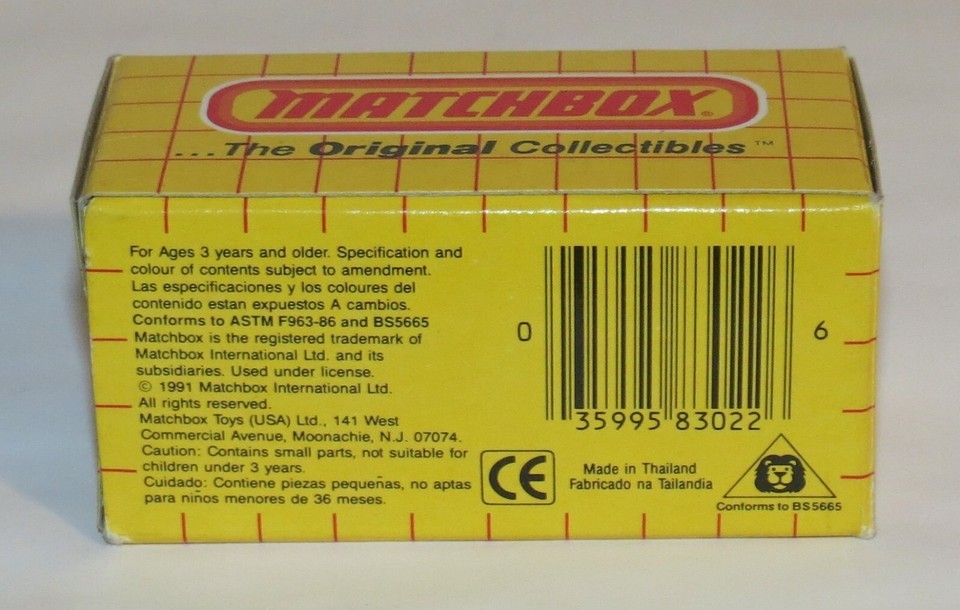 MATCHBOX®
...The Original Collectibles™
For Ages 3 years and older. Specification and
colour of contents subject to amendment.
Las especificaciones y los coloures del
contenido estan expuestos A cambios.
Conforms to ASTM F963-86 and BS5665
Matchbox is the registered trademark of
Matchbox International Ltd. and its
subsidiaries. Used under license.
© 1991 Matchbox International Ltd.
All rights reserved.
Matchbox Toys (USA) Ltd., 141 West
Commercial Avenue, Moonachie, N.J. 07074.
Caution: Contains small parts, not suitable for
children under 3 years.
Cuidado: Contiene piezas pequeñas, no aptas
para niños menores de 36 meses.
0 35995 83022 6
CE
Made in Thailand
Fabricado na Tailandia
Conforms to BS5665